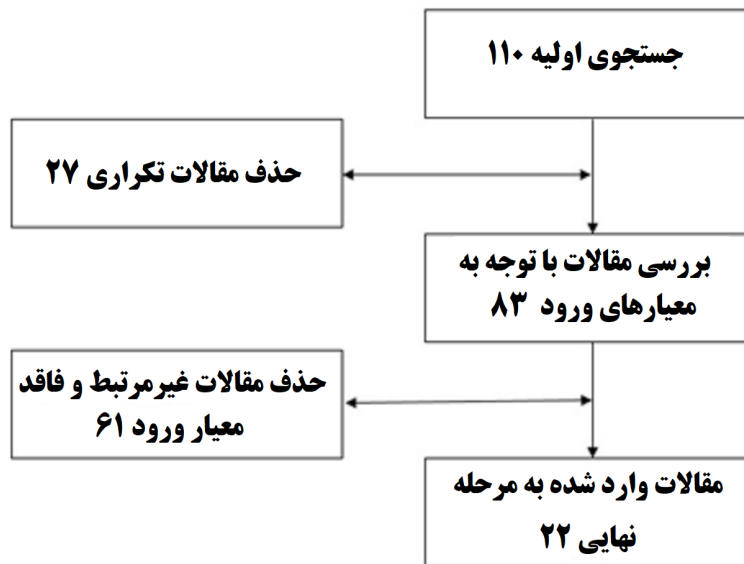 جستجوی اولیه ۱۱۰
حذف مقالات تکراری ۲۷
بررسی مقالات با توجه به
معیارهای ورود ۸۳
حذف مقالات غیرمرتبط و فاقد
معیار ورود ۶۱
مقالات وارد شده به مرحله
نهایی ۲۲